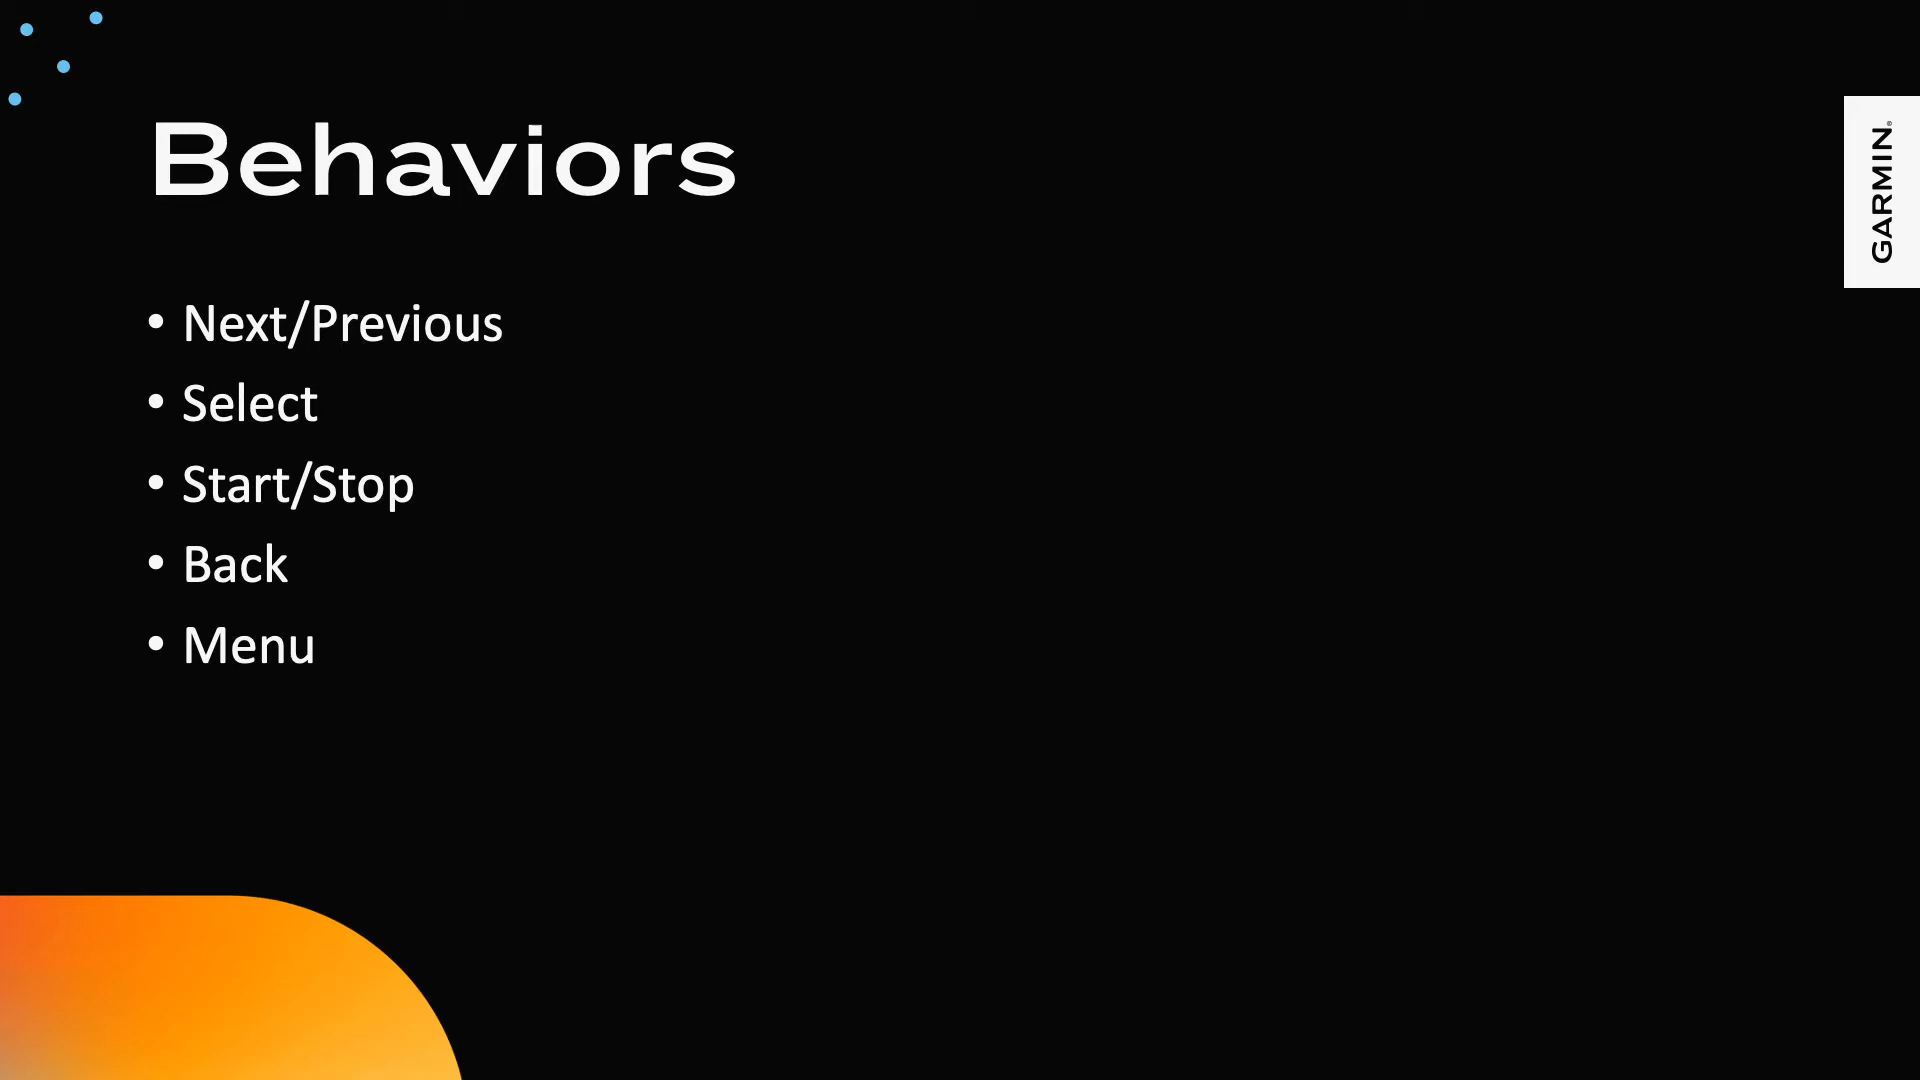 Behaviors
• Next/Previous
• Select
• Start/Stop
• Back
• Menu
GARMIN®